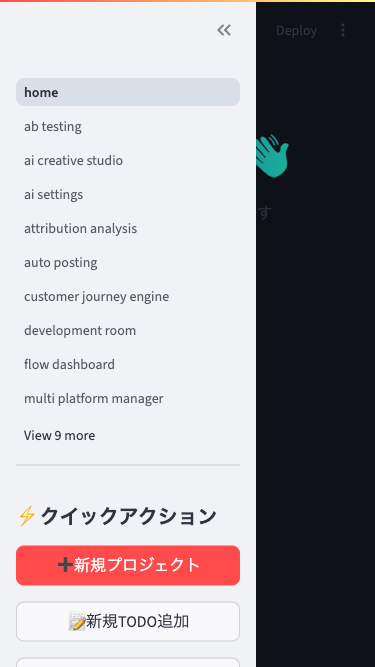 Deploy
home
ab testing
ai creative studio
ai settings
attribution analysis
auto posting
customer journey engine
development room
flow dashboard
multi platform manager
View 9 more
す
⚡クイックアクション
➕新規プロジェクト
📝新規TODO追加